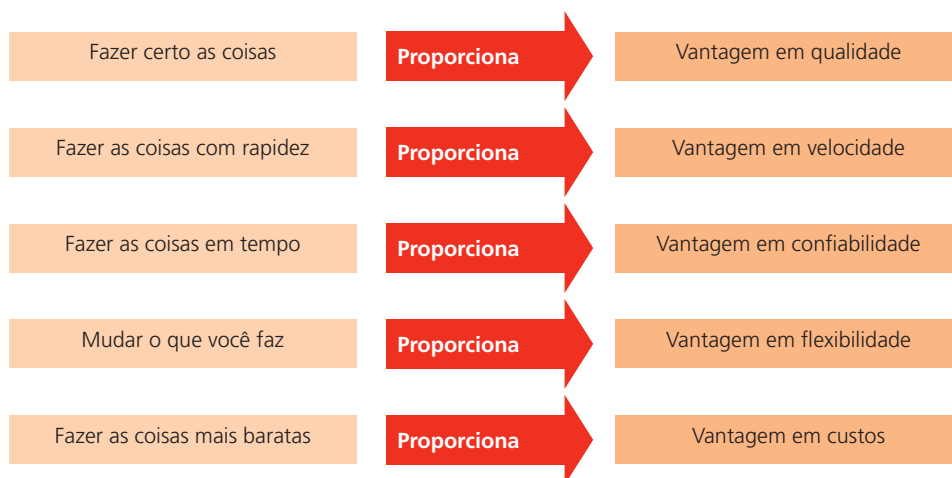 Fazer certo as coisas Proporciona Vantagem em qualidade
Fazer as coisas com rapidez Proporciona Vantagem em velocidade
Fazer as coisas em tempo Proporciona Vantagem em confiabilidade
Mudar o que você faz Proporciona Vantagem em flexibilidade
Fazer as coisas mais baratas Proporciona Vantagem em custos